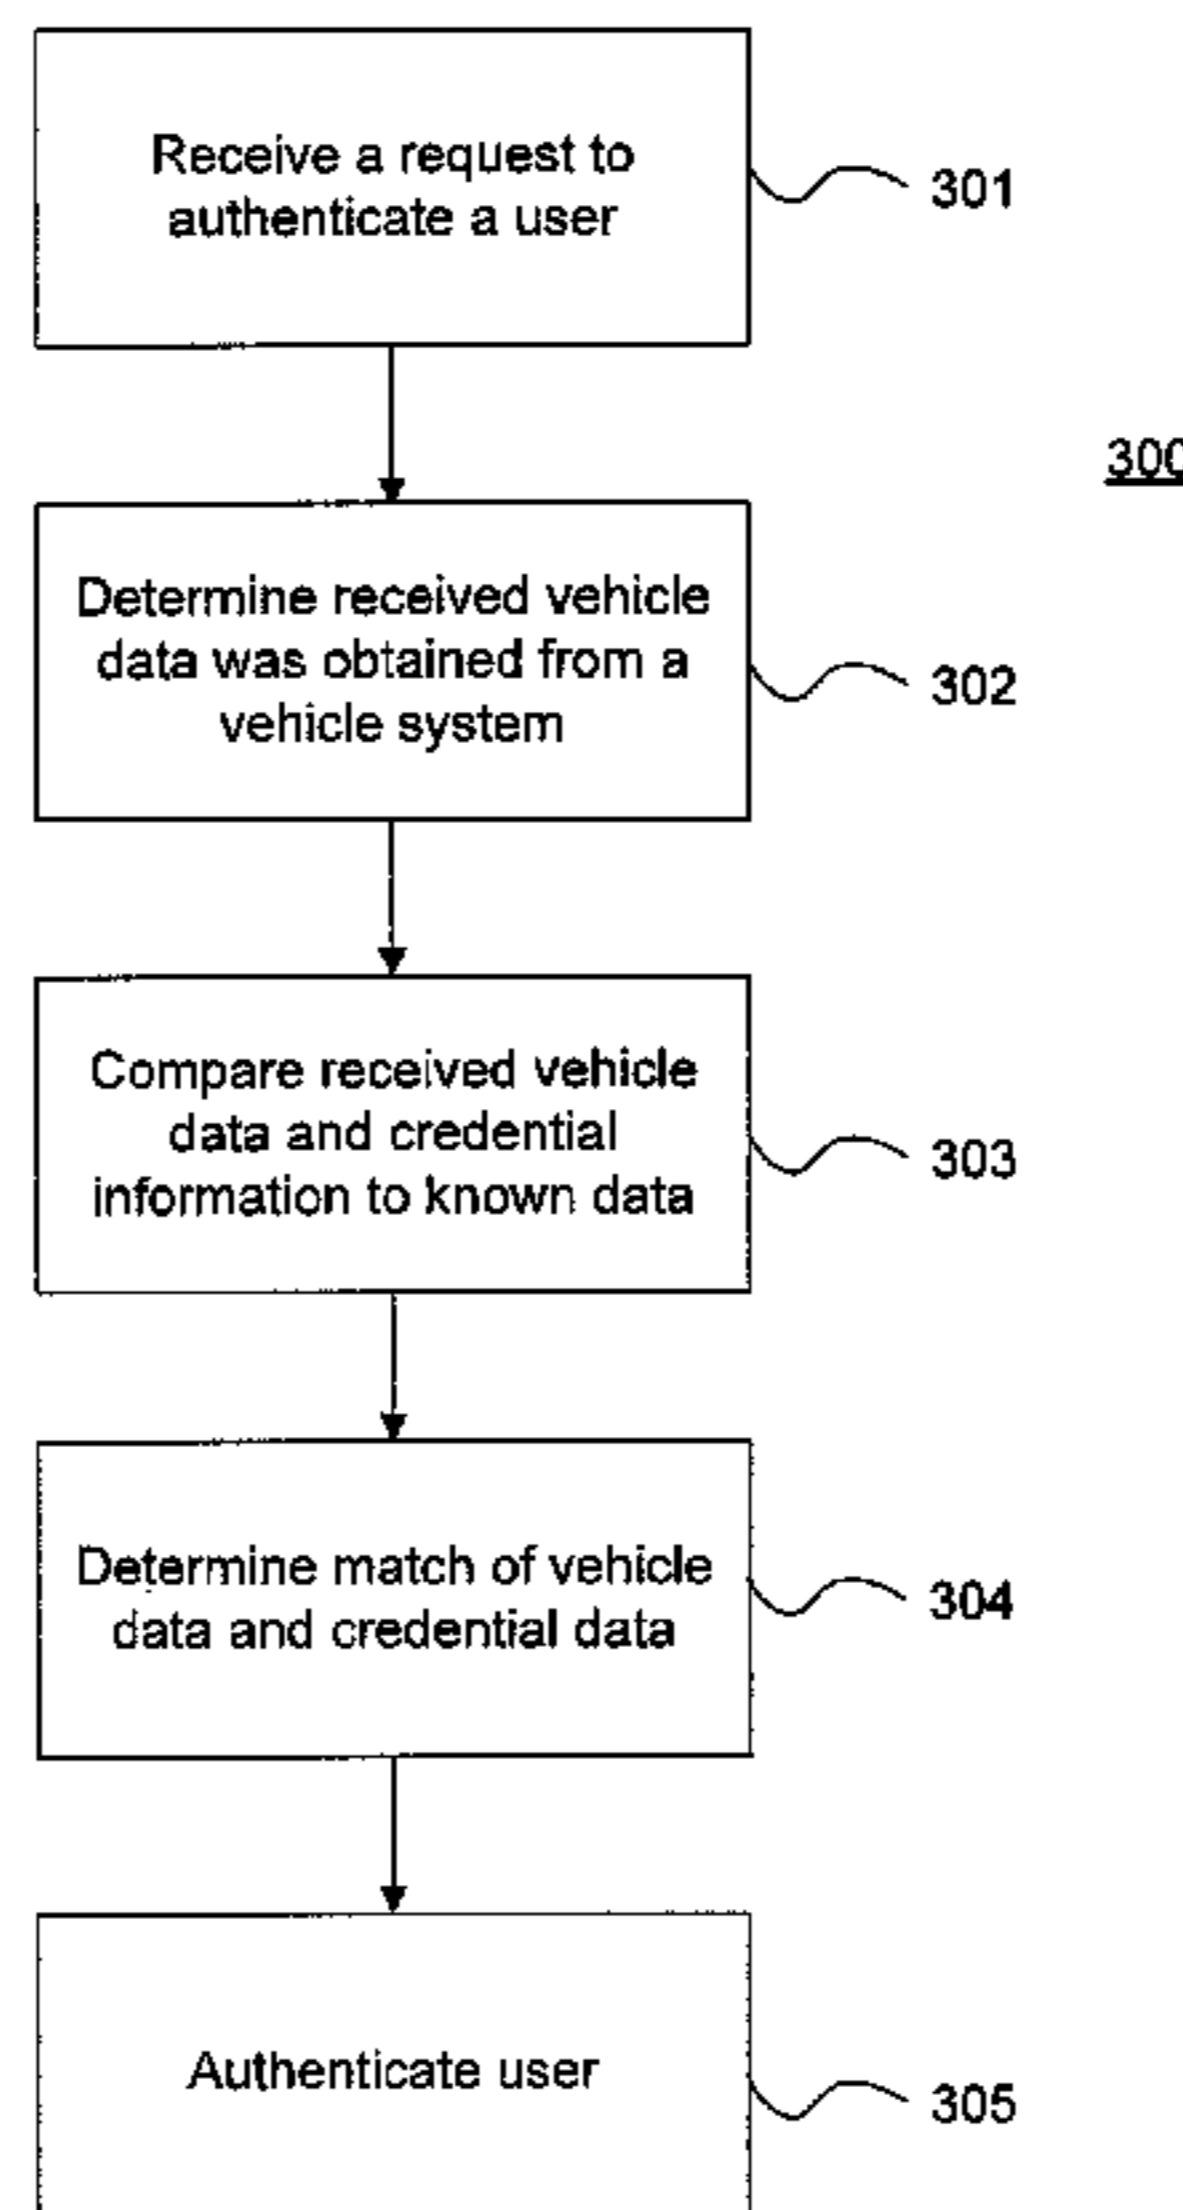 Receive a request to
authenticate a user
301
300
Determine received vehicle
data was obtained from a
vehicle system
302
Compare received vehicle
data and credential
information to known data
303
Determine match of vehicle
data and credential data
304
Authenticate user
305